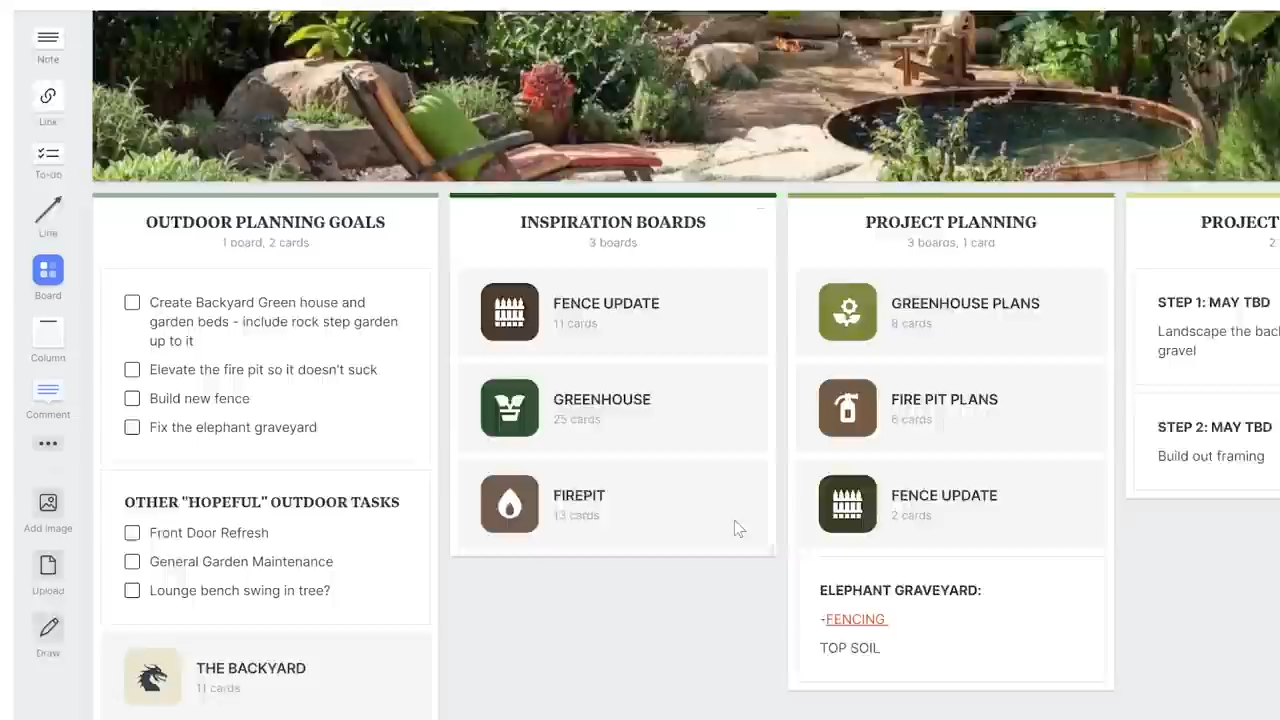 Note
Link
To-do
Line
Board
Column
Comment
Add image
Upload
Draw
OUTDOOR PLANNING GOALS
1 board, 2 cards
Create Backyard Green house and
garden beds - include rock step garden
up to it
Elevate the fire pit so it doesn't suck
Build new fence
Fix the elephant graveyard
OTHER "HOPEFUL" OUTDOOR TASKS
Front Door Refresh
General Garden Maintenance
Lounge bench swing in tree?
THE BACKYARD
11 cards
INSPIRATION BOARDS
3 boards
FENCE UPDATE
11 cards
GREENHOUSE
25 cards
FIREPIT
13 cards
PROJECT PLANNING
3 boards, 1 card
GREENHOUSE PLANS
8 cards
FIRE PIT PLANS
6 cards
FENCE UPDATE
2 cards
ELEPHANT GRAVEYARD:
-FENCING
TOP SOIL
PROJECT
2
STEP 1: MAY TBD
Landscape the back
gravel
STEP 2: MAY TBD
Build out framing